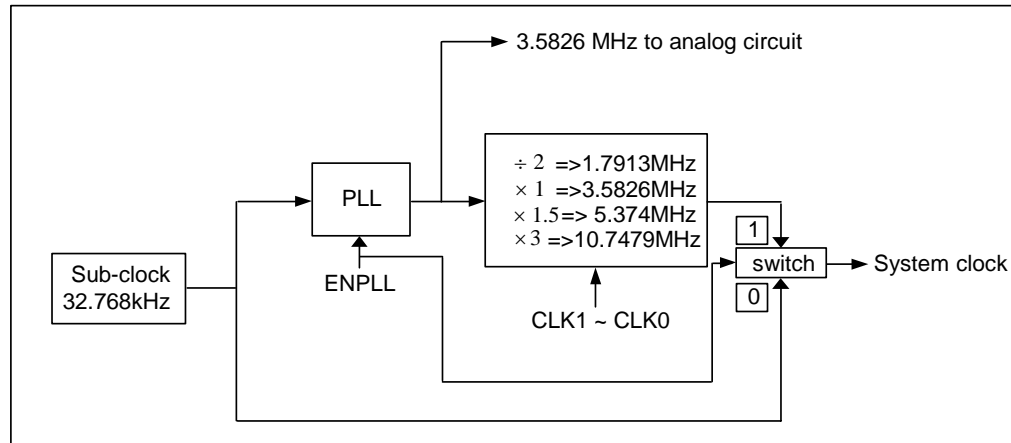 3.5826 MHz to analog circuit
÷ 2 =>1.7913MHz
× 1 =>3.5826MHz
× 1.5=> 5.374MHz
×3 =>10.7479MHz
PLL
1
switch
System clock
0
Sub-clock
32.768kHz
ENPLL
CLK1 ~ CLK0